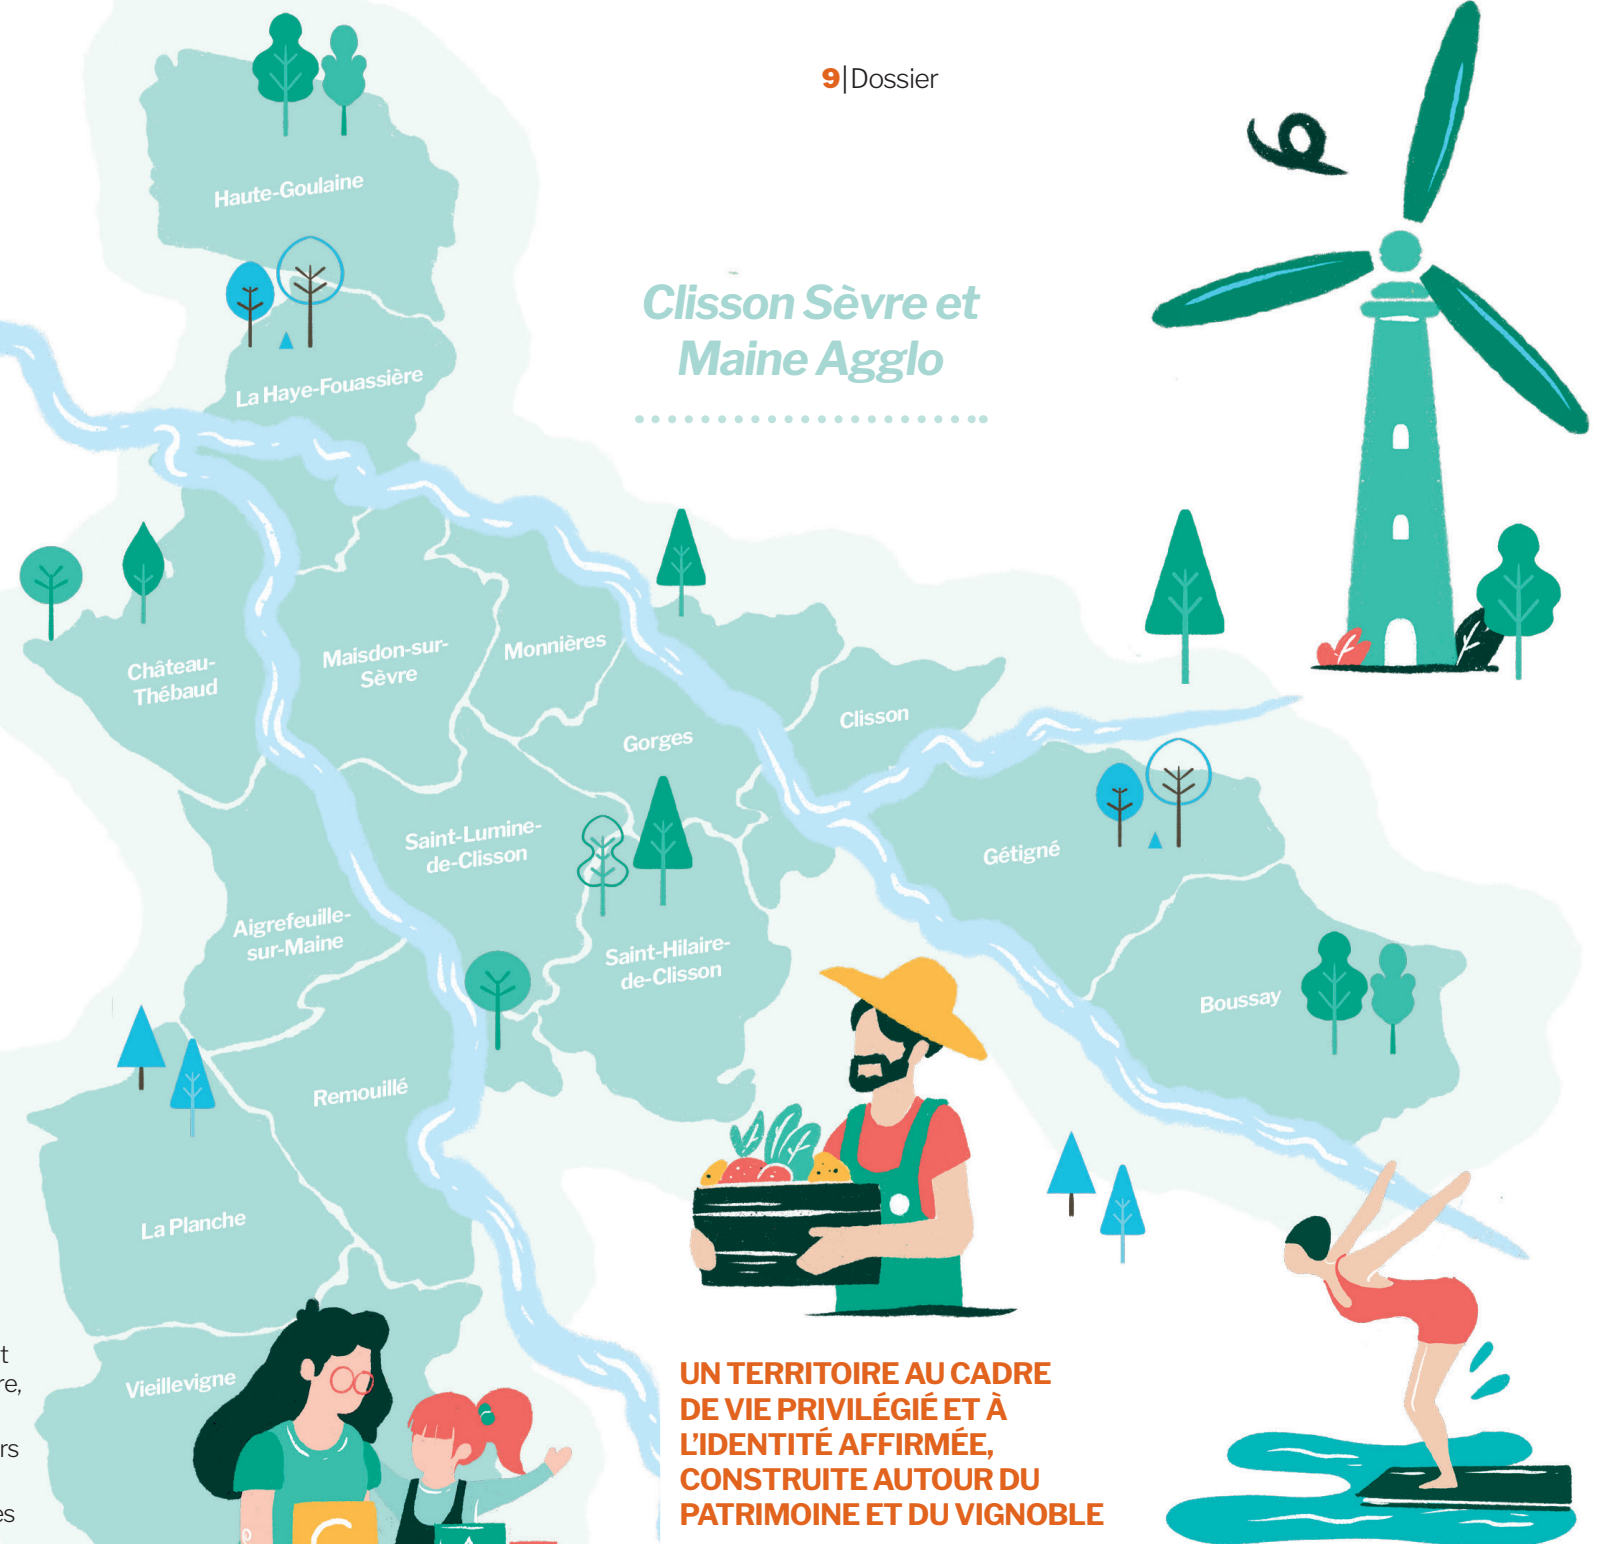 9|Dossier
Haute-Goulaine
Clisson Sèvre et
Maine Agglo
La Haye-Fouassière
Château-
Thébaud
Maisdon-sur-
Sèvre
Monnières
Gorges
Clisson
Saint-Lumine-
de-Clisson
Gétigné
Aigrefeuille-
sur-Maine
Saint-Hilaire-
de-Clisson
Boussay
Remouillé
La Planche
Vieillevigne
UN TERRITOIRE AU CADRE
DE VIE PRIVILÉGIÉ ET À
L'IDENTITÉ AFFIRMÉE,
CONSTRUITE AUTOUR DU
PATRIMOINE ET DU VIGNOBLE